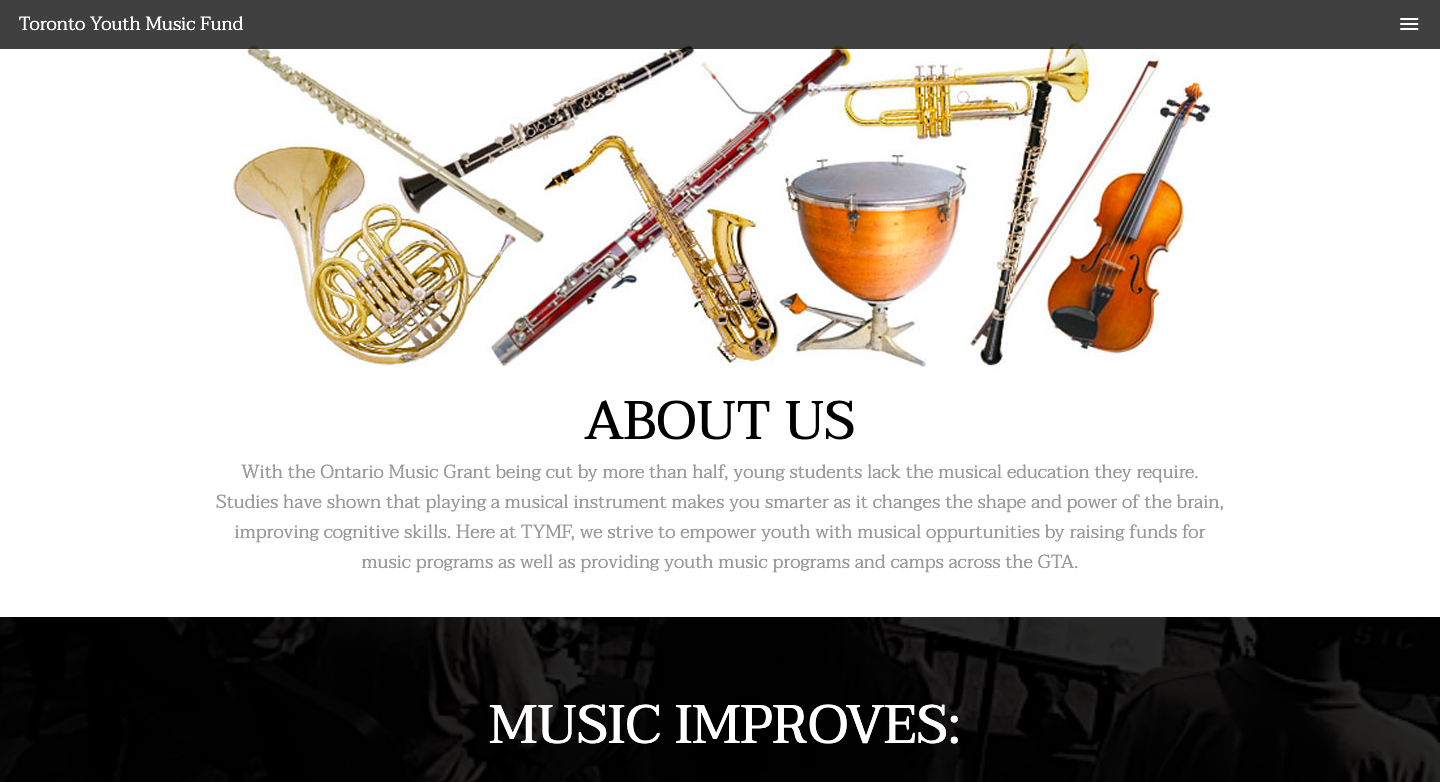 Toronto Youth Music Fund
ABOUT US
With the Ontario Music Grant being cut by more than half, young students lack the musical education they require.
Studies have shown that playing a musical instrument makes you smarter as it changes the shape and power of the brain,
improving cognitive skills. Here at TYMF, we strive to empower youth with musical oppurtunities by raising funds for
music programs as well as providing youth music programs and camps across the GTA.
MUSIC IMPROVES: